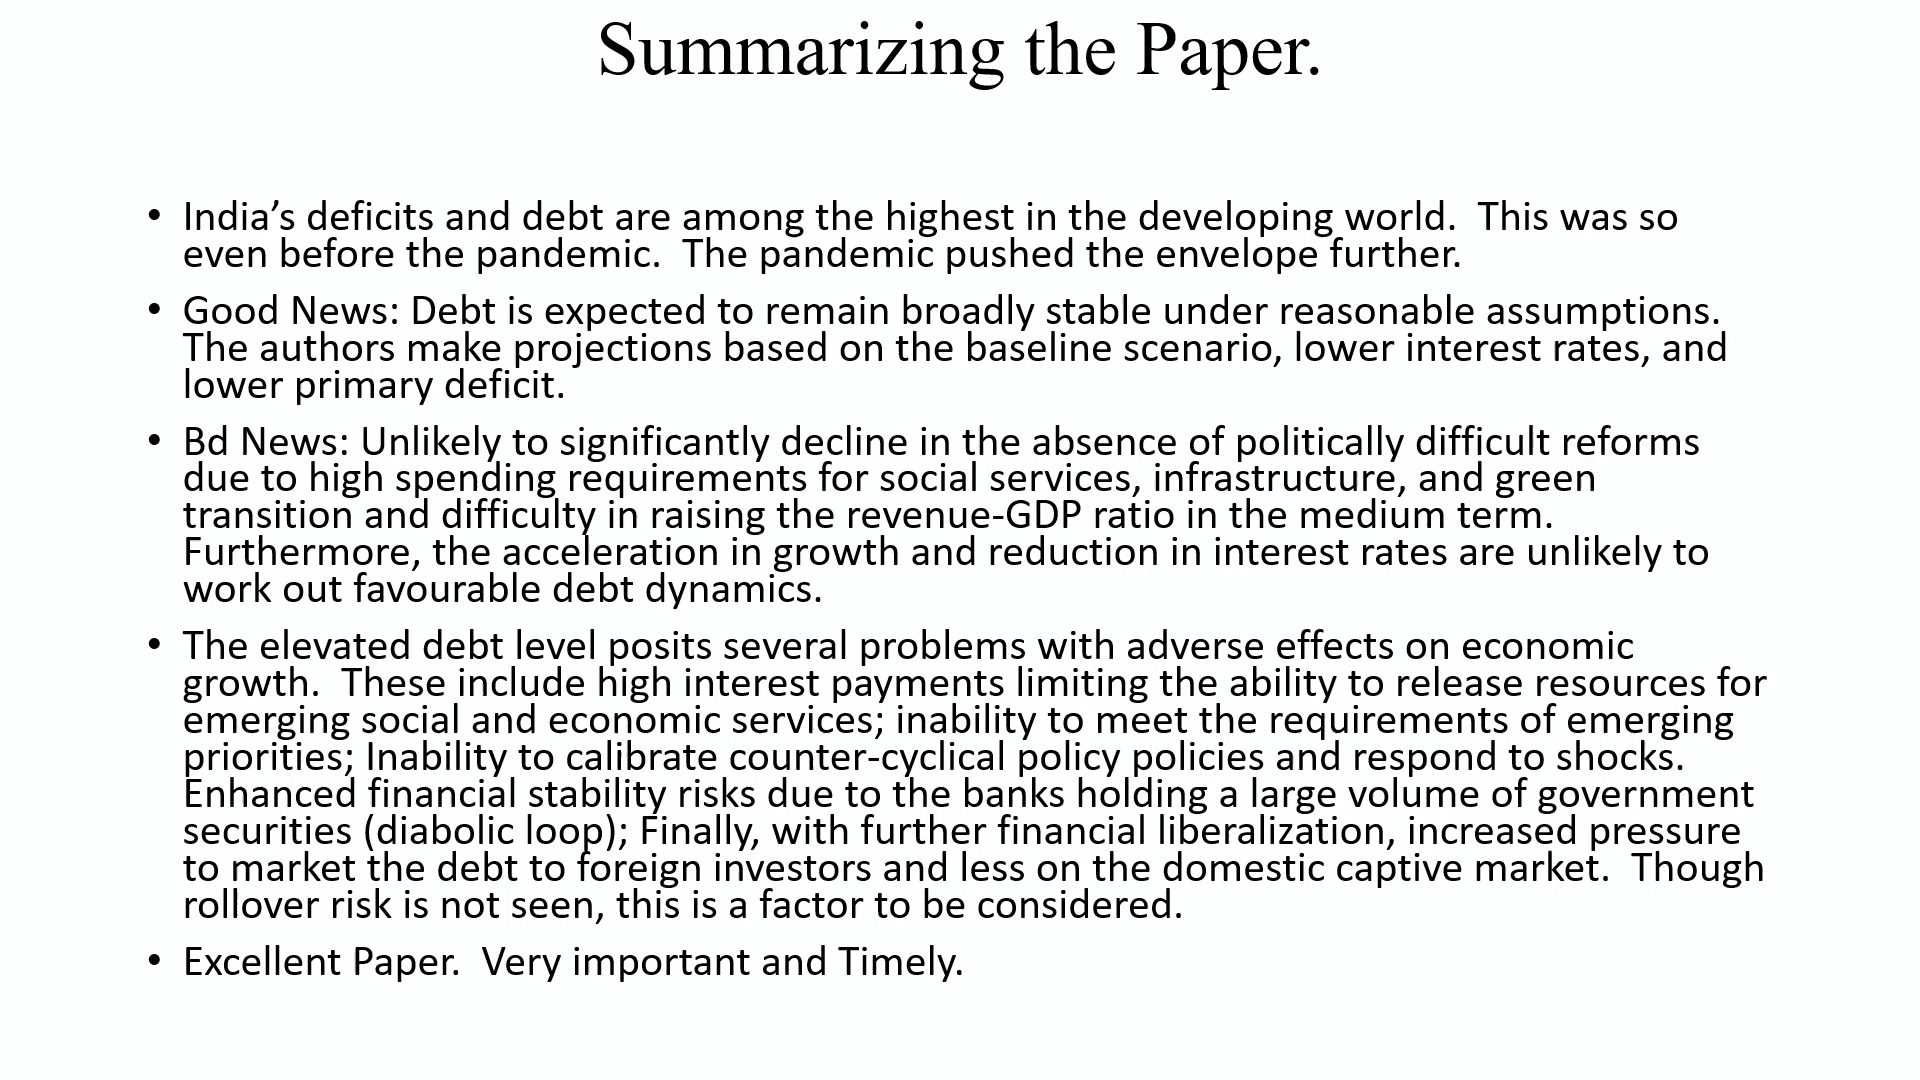 Summarizing the Paper.
• India’s deficits and debt are among the highest in the developing world.  This was so
even before the pandemic.  The pandemic pushed the envelope further.
• Good News: Debt is expected to remain broadly stable under reasonable assumptions.
The authors make projections based on the baseline scenario, lower interest rates, and
lower primary deficit.
• Bd News: Unlikely to significantly decline in the absence of politically difficult reforms
due to high spending requirements for social services, infrastructure, and green
transition and difficulty in raising the revenue-GDP ratio in the medium term.
Furthermore, the acceleration in growth and reduction in interest rates are unlikely to
work out favourable debt dynamics.
• The elevated debt level posits several problems with adverse effects on economic
growth.  These include high interest payments limiting the ability to release resources for
emerging social and economic services; inability to meet the requirements of emerging
priorities; Inability to calibrate counter-cyclical policy policies and respond to shocks.
Enhanced financial stability risks due to the banks holding a large volume of government
securities (diabolic loop); Finally, with further financial liberalization, increased pressure
to market the debt to foreign investors and less on the domestic captive market.  Though
rollover risk is not seen, this is a factor to be considered.
• Excellent Paper.  Very important and Timely.